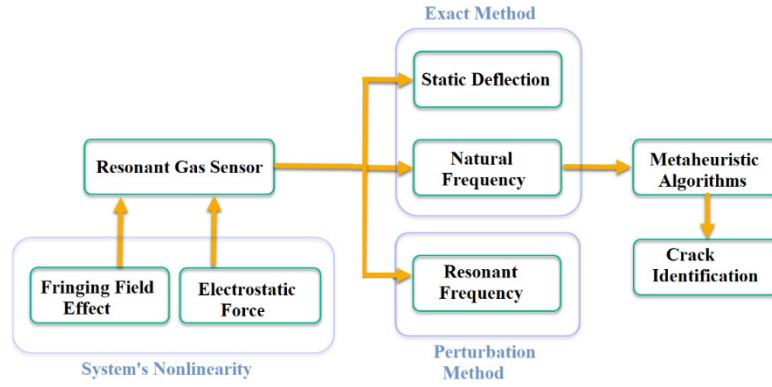 Exact Method
Static Deflection
Resonant Gas Sensor
Natural
Frequency
Metaheuristic
Algorithms
Fringing Field
Effect
Electrostatic
Force
Resonant
Frequency
Crack
Identification
System's Nonlinearity
Perturbation
Method